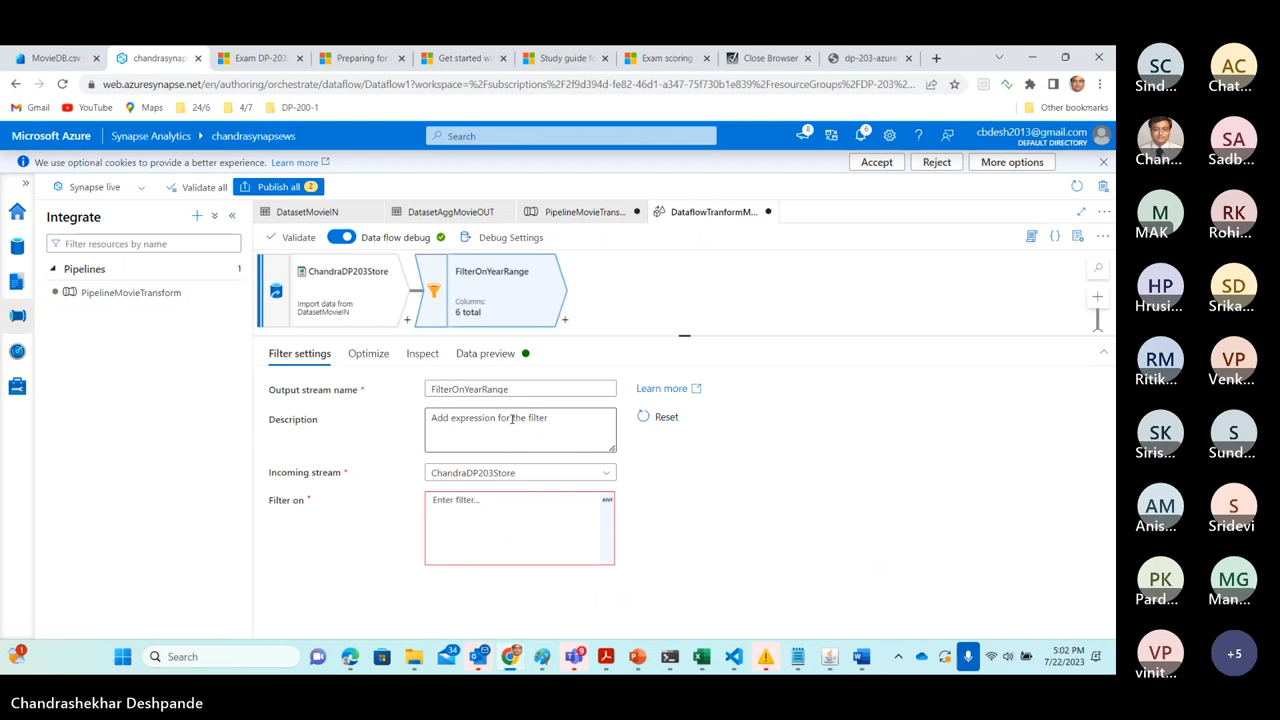 MovieDB.csv
chandrasynaps
Exam DP-203:
Preparing for
Get started w
Study guide fo
Exam scoring
Close Browser
dp-203-azure
web.azuresynapse.net/en/authoring/orchestrate/dataflow/Dataflow1?workspace=%2Fsubscriptions%2F2f9d394d-fe82-46d1-a347-75f730b1e839%2FresourceGroups%2FDP-203%2...
Gmail
YouTube
Maps
24/6
4/7
DP-200-1
Other bookmarks
Microsoft Azure
Synapse Analytics
chandrasynapsews
Search
8
6
cbdesh2013@gmail.com
DEFAULT DIRECTORY
We use optional cookies to provide a better experience. Learn more
Accept
Reject
More options
Synapse live
Validate all
Publish all 2
Integrate
DatasetMovieIN
DatasetAggMovieOUT
PipelineMovieTrans...
DataflowTranformM...
Filter resources by name
Validate
Data flow debug
Debug Settings
Pipelines
1
PipelineMovieTransform
ChandraDP203Store
Import data from
DatasetMovieIN
FilterOnYearRange
Columns:
6 total
Filter settings
Optimize
Inspect
Data preview
Output stream name *
FilterOnYearRange
Learn more
Description
Add expression for the filter
Reset
Incoming stream *
ChandraDP203Store
Filter on *
Enter filter...
ANY
1
Search
34
9
5:02 PM
7/22/2023
SC
Sind...
AC
Chat...
Chan...
SA
Sadb...
M
MAK
RK
Rohi...
HP
Hrusi...
SD
Srika...
RM
Ritik...
VP
Venk...
SK
Siris...
S
Sund...
AM
Anis...
S
Sridevi
PK
Pard...
MG
Man...
VP
vinit...
+5
Chandrashekhar Deshpande